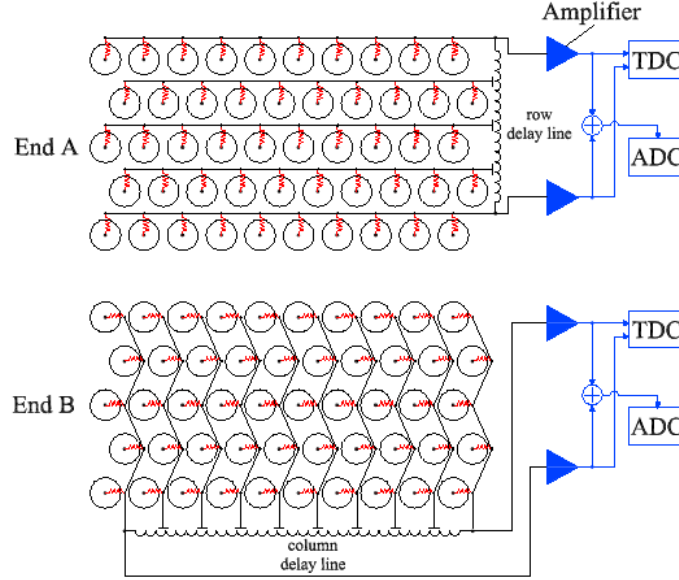 Amplifier
TDC
row
delay line
End A
ADC
TDC
End B
ADC
column
delay line